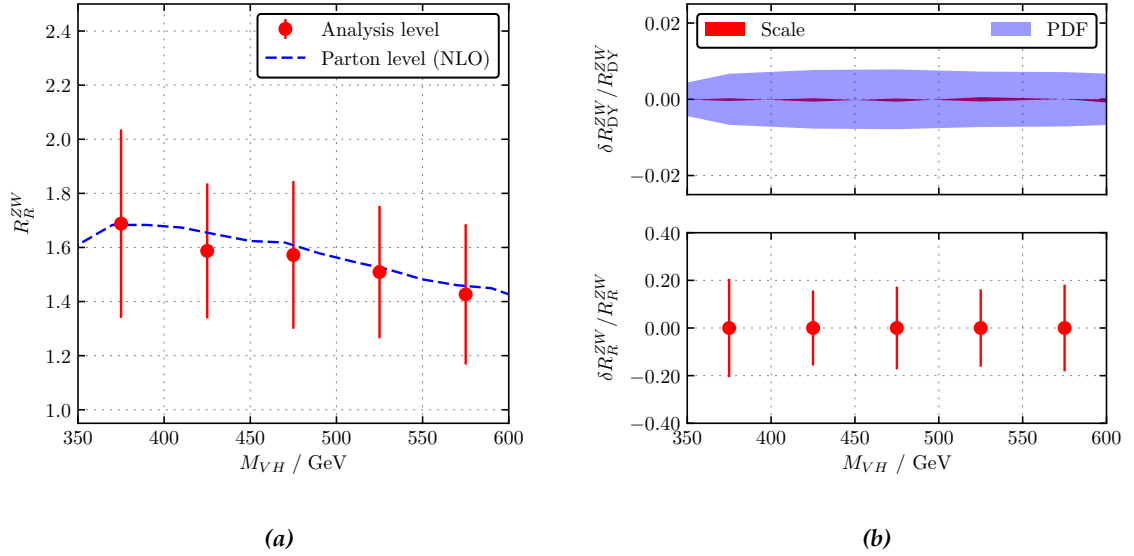 2.4
2.2
2.0
1.8
1.6
1.4
1.2
1.0
R_R^{ZW}
Analysis level
Parton level (NLO)
350 400 450 500 550 600
M_{VH} / GeV
(a)
0.02
0.00
−0.02
δR_{DY}^{ZW}/R_{DY}^{ZW}
Scale PDF
0.40
0.20
0.00
−0.20
−0.40
δR_R^{ZW}/R_R^{ZW}
350 400 450 500 550 600
M_{VH} / GeV
(b)